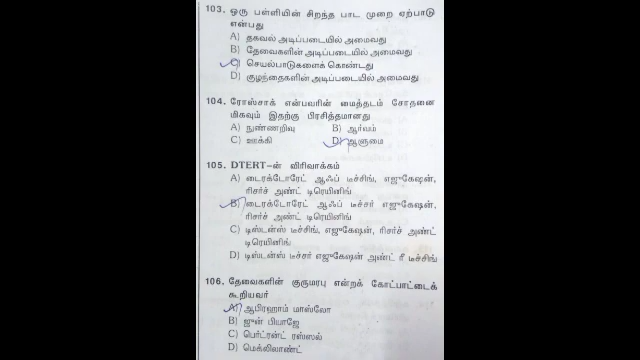 103. ஒரு பள்ளியின் சிறந்த பாட முறை ஏற்பாடு
என்பது
A) தகவல் அடிப்படையில் அமைவது
B) தேவைகளின் அடிப்படையில் அமைவது
C) செயல்பாடுகளைக் கொண்டது
D) குழந்தைகளின் அடிப்படையில் அமைவது
104. ரோஸ்சாக் என்பவரின் மைத்தடம் சோதனை
மிகவும் இதற்கு பிரசித்தமானது
A) நுண்ணறிவு B) ஆர்வம்
C) ஊக்கி D) ஆளுமை
105. DTERT-ன் விரிவாக்கம்
A) டைரக்டோரேட் ஆஃப் டீச்சிங், எஜுகேஷன்,
ரிசர்ச் அண்ட் டிரெயினிங்
B) டைரக்டோரேட் ஆஃப் டீச்சர் எஜுகேஷன்,
ரிசர்ச் அண்ட் டிரெயினிங்
C) டிஸ்டன்ஸ் டீச்சிங், எஜுகேஷன், ரிசர்ச் அண்ட்
டிரெயினிங்
D) டிஸ்டன்ஸ் டீச்சர் எஜுகேஷன் அண்ட் ரீ டீச்சிங்
106. தேவைகளின் குருமரபு என்றக் கோட்பாட்டைக்
கூறியவர்
A) ஆபிரஹாம் மாஸ்லோ
B) ஜுன் பியாஜே
C) பெர்ட்ரன்ட் ரஸ்ஸல்
D) மெக்லிலாண்ட்